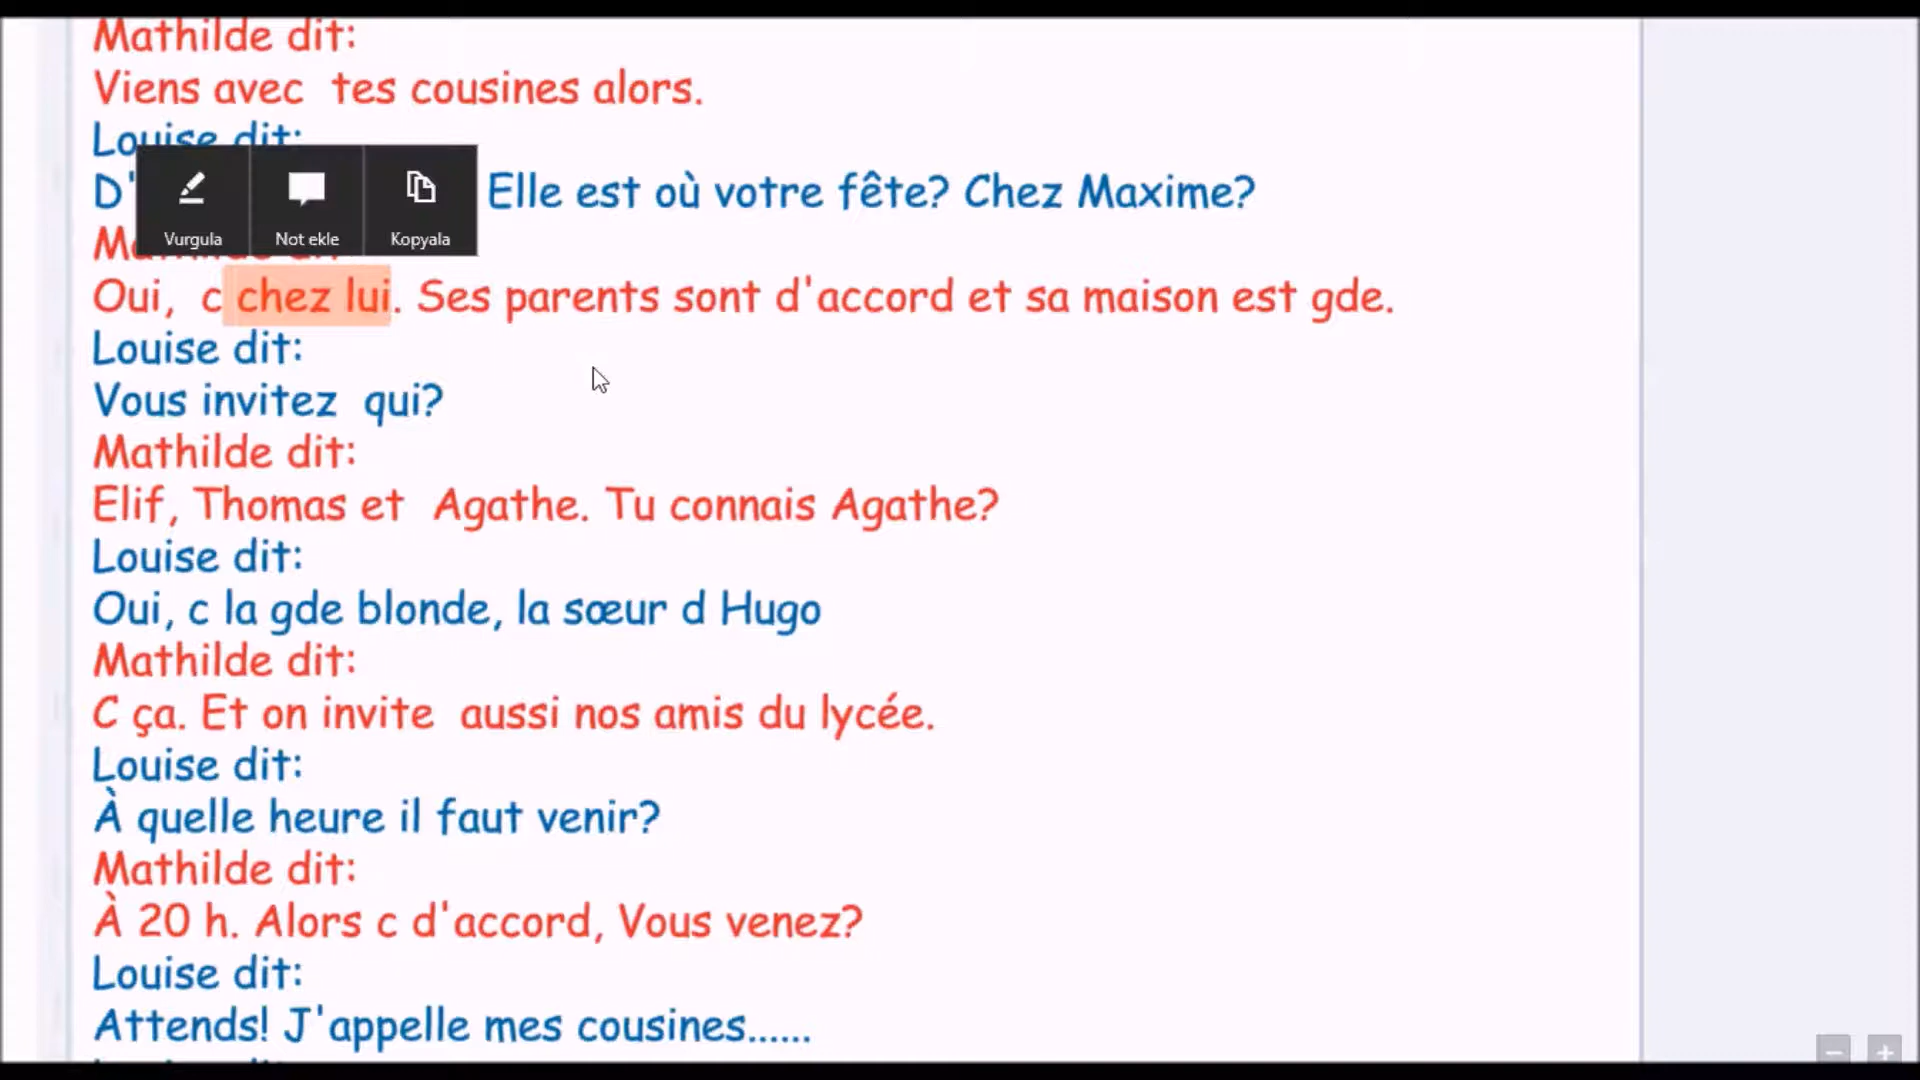 Mathilde dit:
Viens avec tes cousines alors.
Louise dit:
Elle est où votre fête? Chez Maxime?
Vurgula
Not ekle
Kopyala
Mathilde dit
Oui, c chez lui. Ses parents sont d'accord et sa maison est gde.
Louise dit:
Vous invitez qui?
Mathilde dit:
Elif, Thomas et Agathe. Tu connais Agathe?
Louise dit:
Oui, c la gde blonde, la sœur d Hugo
Mathilde dit:
C ça. Et on invite aussi nos amis du lycée.
Louise dit:
À quelle heure il faut venir?
Mathilde dit:
À 20 h. Alors c d'accord, Vous venez?
Louise dit:
Attends! J'appelle mes cousines......